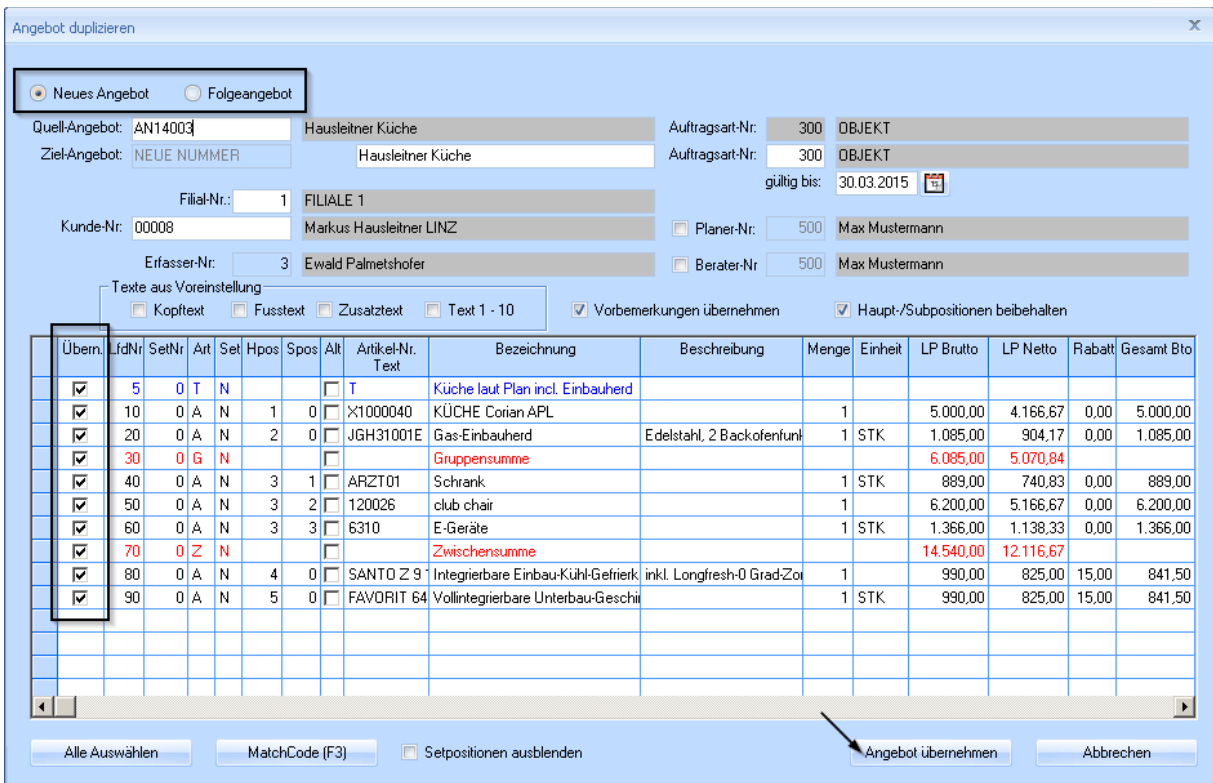 Angebot duplizieren
Neues Angebot Folgeangebot
Quell-Angebot: AN14003 Hausleitner Küche Auftragsart-Nr: 300 OBJEKT
Ziel-Angebot: NEUE NUMMER Hausleitner Küche Auftragsart-Nr: 300 OBJEKT
gültig bis: 30.03.2015
Filial-Nr.: 1 FILIALE 1
Kunde-Nr: 00008 Markus Hausleitner LINZ Planer-Nr: 500 Max Mustermann
Erfasser-Nr: 3 Ewald Palmetshofer Berater-Nr 500 Max Mustermann
Texte aus Voreinstellung
Kopftext Fusstext Zusatztext Text 1 - 10 Vorbemerkungen übernehmen Haupt-/Subpositionen beibehalten
Übern. LfdNr SetNr Art Set Hpos Spos Alt Artikel-Nr. Text Bezeichnung Beschreibung Menge Einheit LP Brutto LP Netto Rabatt Gesamt Bto
5 0 T N T Küche laut Plan incl. Einbauherd
10 0 A N 1 0 X1000040 KÜCHE Corian APL 1 5.000,00 4.166,67 0,00 5.000,00
20 0 A N 2 0 JGH31001E Gas-Einbauherd Edelstahl, 2 Backofenfunk 1 STK 1.085,00 904,17 0,00 1.085,00
30 0 G N Gruppensumme 6.085,00 5.070,84
40 0 A N 3 1 ARZT01 Schrank 1 STK 889,00 740,83 0,00 889,00
50 0 A N 3 2 120026 club chair 1 6.200,00 5.166,67 0,00 6.200,00
60 0 A N 3 3 6310 E-Geräte 1 STK 1.366,00 1.138,33 0,00 1.366,00
70 0 Z N Zwischensumme 14.540,00 12.116,67
80 0 A N 4 0 SANTO Z 9 Integrierbare Einbau-Kühl-Gefrierk inkl. Longfresh-0 Grad-Zor 1 990,00 825,00 15,00 841,50
90 0 A N 5 0 FAVORIT 64 Vollintegrierbare Unterbau-Geschi 1 STK 990,00 825,00 15,00 841,50
Alle Auswählen MatchCode (F3) Setpositionen ausblenden Angebot übernehmen Abbrechen